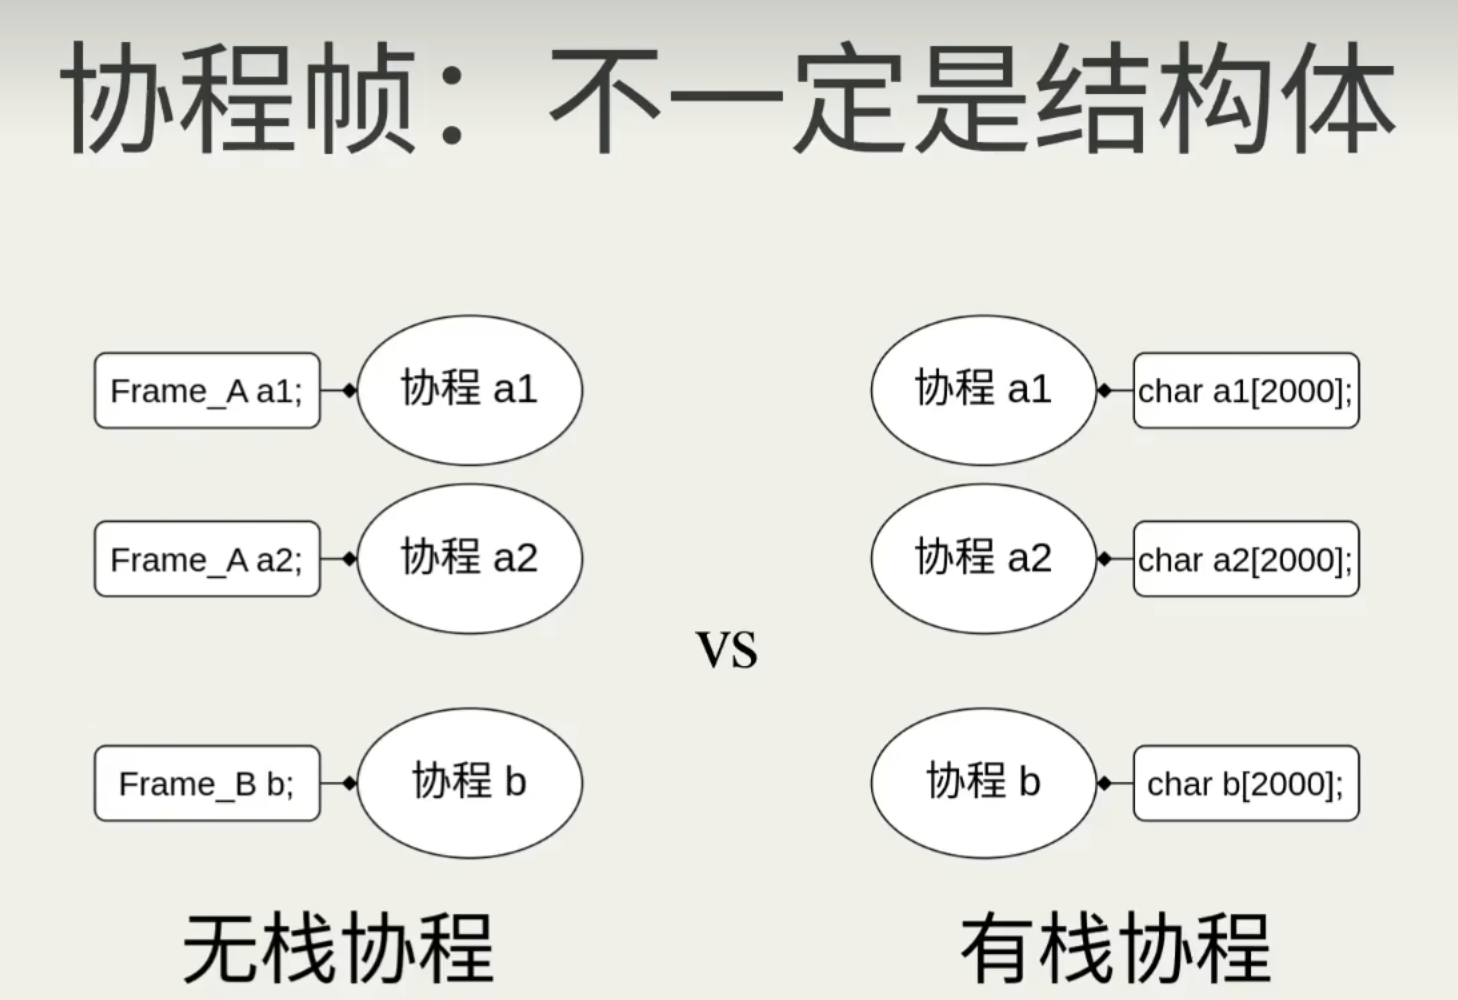 协程帧：不一定是结构体
Frame_A a1;
协程 a1
协程 a1
char a1[2000];
Frame_A a2;
协程 a2
协程 a2
char a2[2000];
vs
Frame_B b;
协程 b
协程 b
char b[2000];
无栈协程
有栈协程